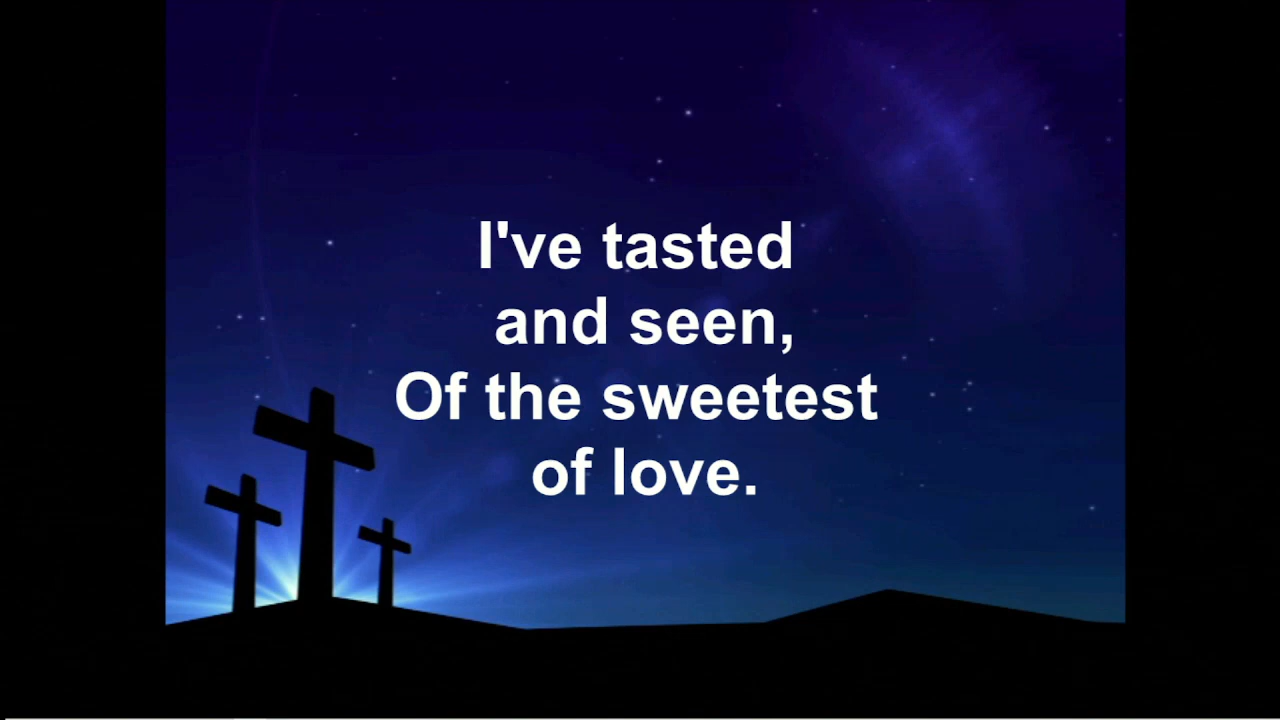 I've tasted
and seen,
Of the sweetest
of love.